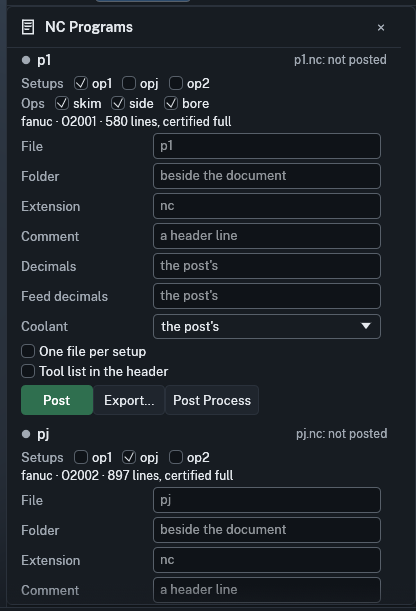 NC Programs ×
p1 p1.nc: not posted
Setups op1 opj op2
Ops skim side bore
fanuc · O2001 · 580 lines, certified full
File p1
Folder beside the document
Extension nc
Comment a header line
Decimals the post's
Feed decimals the post's
Coolant the post's
One file per setup
Tool list in the header
Post Export... Post Process
pj pj.nc: not posted
Setups op1 opj op2
fanuc · O2002 · 897 lines, certified full
File pj
Folder beside the document
Extension nc
Comment a header line